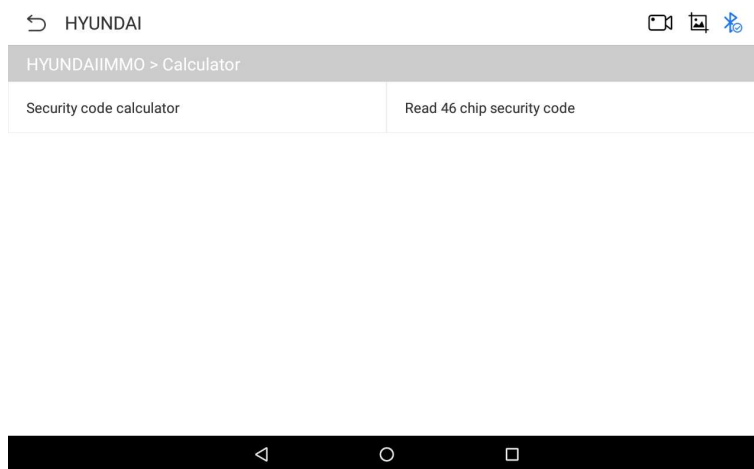 HYUNDAI
HYUNDAIIMMO > Calculator
Security code calculator
Read 46 chip security code